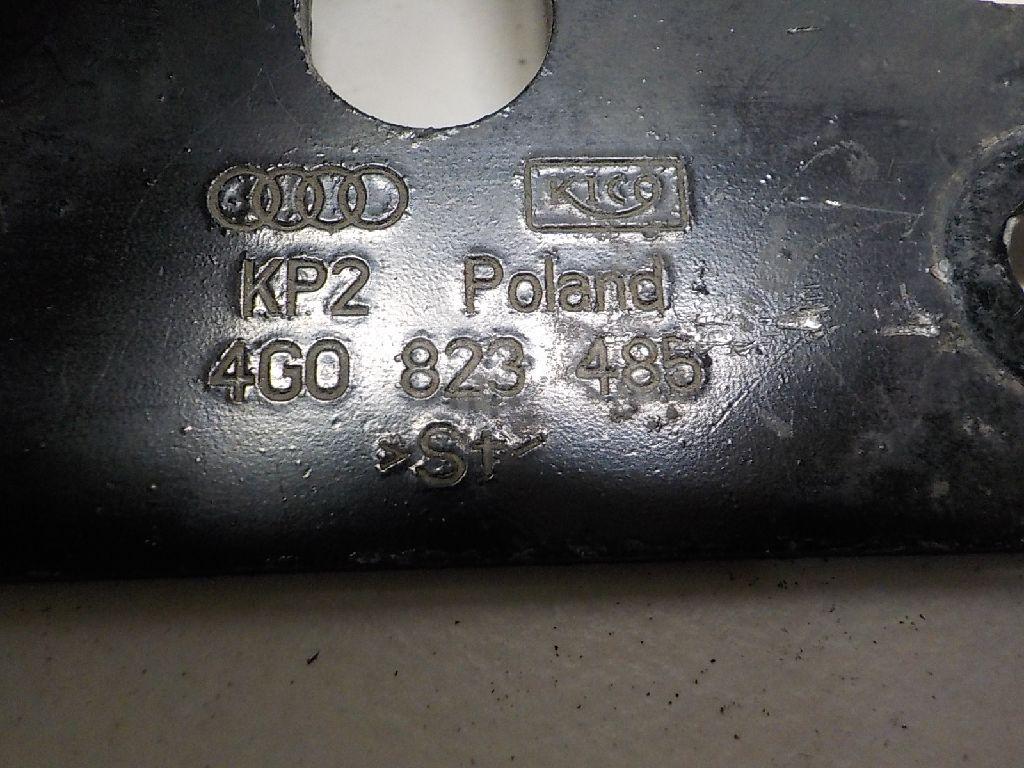 KICO
KP2 Poland
4G0 823 485
>St<